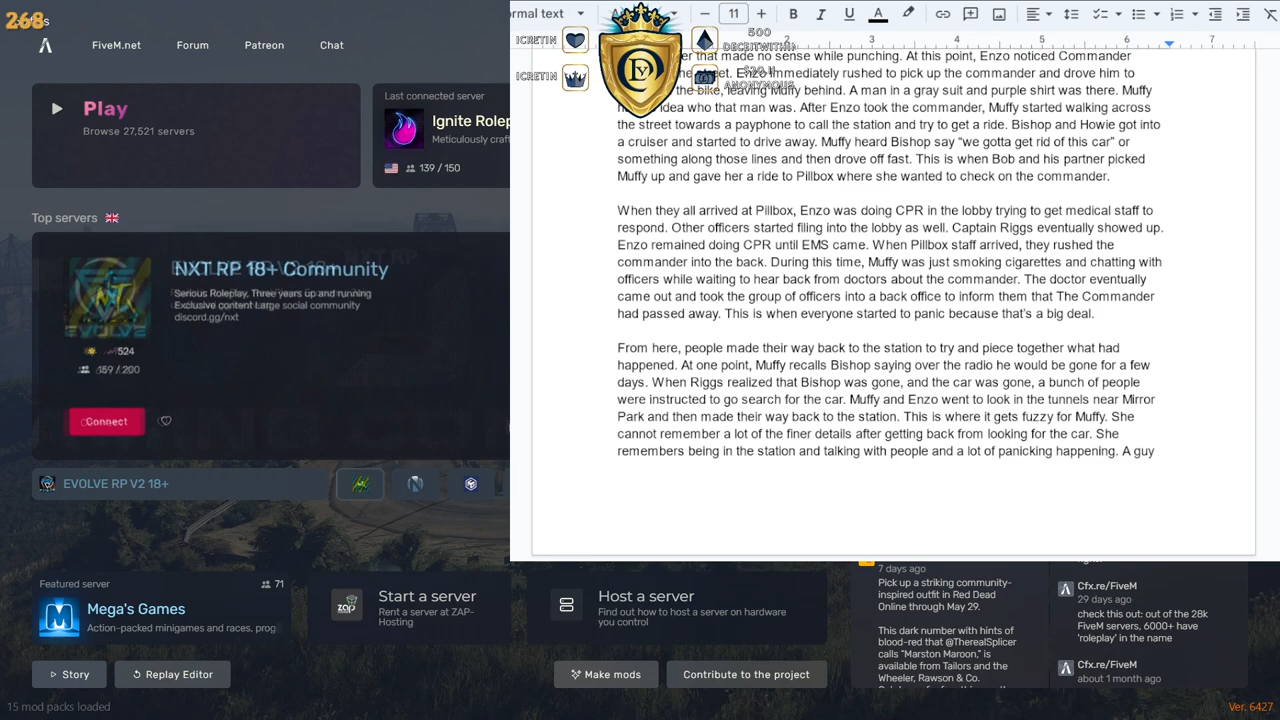 268
FiveM.net
Forum
Patreon
Chat
Play
Browse 27,521 servers
Last connected server
Ignite Rolep
Meticulously craft
139 / 150
Top servers
NXT RP 18+ Community
Serious Roleplay, Three years up and running
Exclusive content Large social community
discord.gg/nxt
524
159 / 200
Connect
EVOLVE RP V2 18+
Featured server
71
Mega's Games
Action-packed minigames and races, prog
Start a server
Rent a server at ZAP-
Hosting
Host a server
Find out how to host a server on hardware
you control
Story
Replay Editor
Make mods
Contribute to the project
15 mod packs loaded
7 days ago
Pick up a striking community-
inspired outfit in Red Dead
Online through May 29.
This dark number with hints of
blood-red that @TherealSplicer
calls "Marston Maroon," is
available from Tailors and the
Wheeler, Rawson & Co.
Cfx.re/FiveM
29 days ago
check this: out of the 28k
FiveM servers, 6000+ have
'roleplay' in the name
Cfx.re/FiveM
about 1 month ago
Ver. 6427
ormal text
11
2 3 4 5 6 7
ICRETIN
ICRETIN
500
DECEITWITHIN
ANONYMOUS
that made no sense while punching. At this point, Enzo noticed Commander
Enzo immediately rushed to pick up the commander and drove him to
the bike, leaving Muffy behind. A man in a gray suit and purple shirt was there. Muffy
idea who that man was. After Enzo took the commander, Muffy started walking across
the street towards a payphone to call the station and try to get a ride. Bishop and Howie got into
a cruiser and started to drive away. Muffy heard Bishop say “we gotta get rid of this car” or
something along those lines and then drove off fast. This is when Bob and his partner picked
Muffy up and gave her a ride to Pillbox where she wanted to check on the commander.
When they all arrived at Pillbox, Enzo was doing CPR in the lobby trying to get medical staff to
respond. Other officers started filing into the lobby as well. Captain Riggs eventually showed up.
Enzo remained doing CPR until EMS came. When Pillbox staff arrived, they rushed the
commander into the back. During this time, Muffy was just smoking cigarettes and chatting with
officers while waiting to hear back from doctors about the commander. The doctor eventually
came out and took the group of officers into a back office to inform them that The Commander
had passed away. This is when everyone started to panic because that’s a big deal.
From here, people made their way back to the station to try and piece together what had
happened. At one point, Muffy recalls Bishop saying over the radio he would be gone for a few
days. When Riggs realized that Bishop was gone, and the car was gone, a bunch of people
were instructed to go search for the car. Muffy and Enzo went to look in the tunnels near Mirror
Park and then made their way back to the station. This is where it gets fuzzy for Muffy. She
cannot remember a lot of the finer details after getting back from looking for the car. She
remembers being in the station and talking with people and a lot of panicking happening. A guy